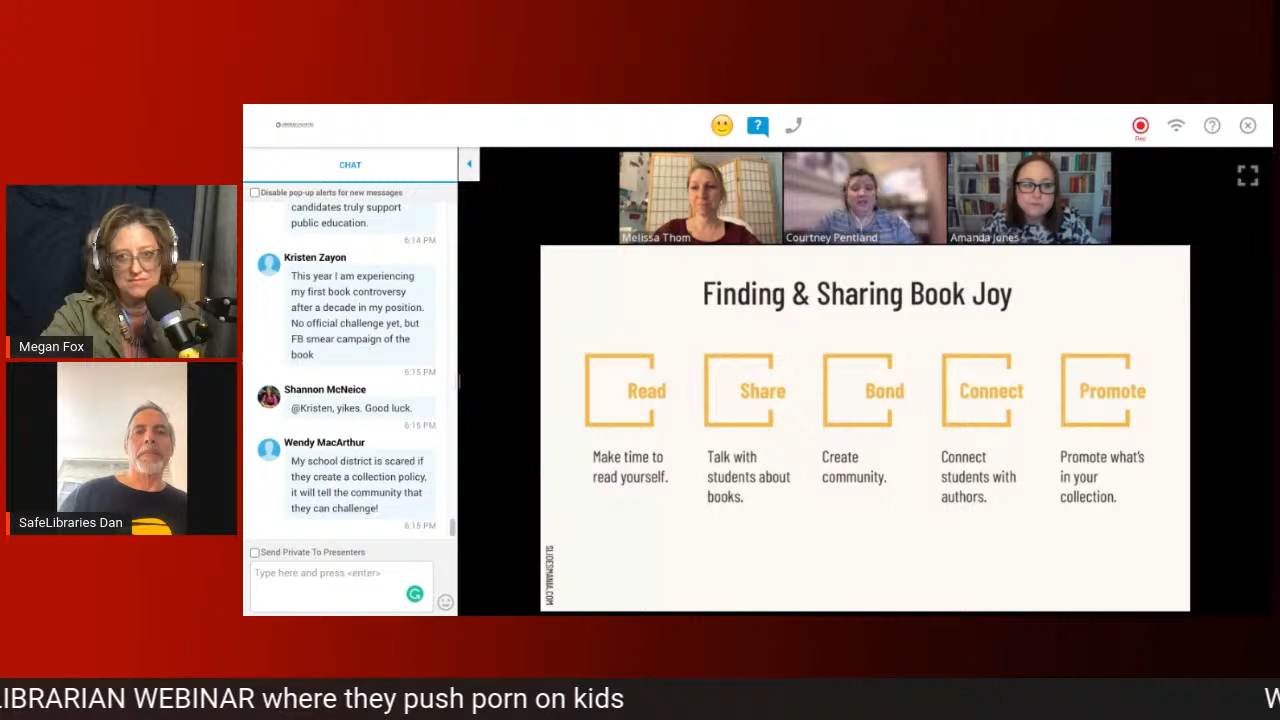 CHAT
Disable pop-up alerts for new messages
candidates truly support
public education.
6:14 PM
Kristen Zayon
This year I am experiencing
my first book controversy
after a decade in my position.
No official challenge yet, but
FB smear campaign of the
book
6:15 PM
Shannon McNeice
@Kristen, yikes. Good luck.
6:15 PM
Wendy MacArthur
My school district is scared if
they create a collection policy,
it will tell the community that
they can challenge!
6:15 PM
Send Private To Presenters
Type here and press <enter>
Megan Fox
SafeLibraries Dan
?
Rec
Melissa Thom
Courtney Pentland
Amanda Jones
Finding & Sharing Book Joy
Read
Make time to
read yourself.
Share
Talk with
students about
books.
Bond
Create
community.
Connect
Connect
students with
authors.
Promote
Promote what's
in your
collection.
SLIDESMANIA.COM
LIBRARIAN WEBINAR where they push porn on kids
W